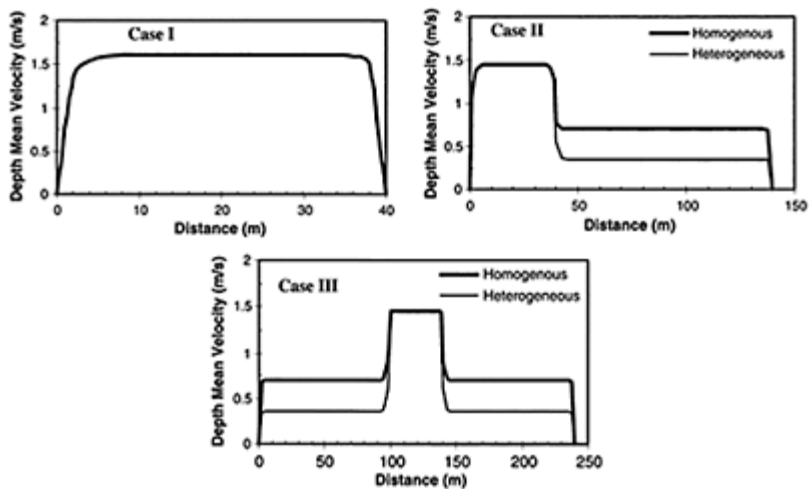 Depth Mean Velocity (m/s)
Case I
2
1.5
1
0.5
0
0
10
20
30
40
Distance (m)
Depth Mean Velocity (m/s)
Case II
Homogenous
Heterogeneous
2
1.5
1
0.5
0
0
50
100
150
Distance (m)
Depth Mean Velocity (m/s)
Case III
Homogenous
Heterogeneous
2
1.5
1
0.5
0
0
50
100
150
200
250
Distance (m)